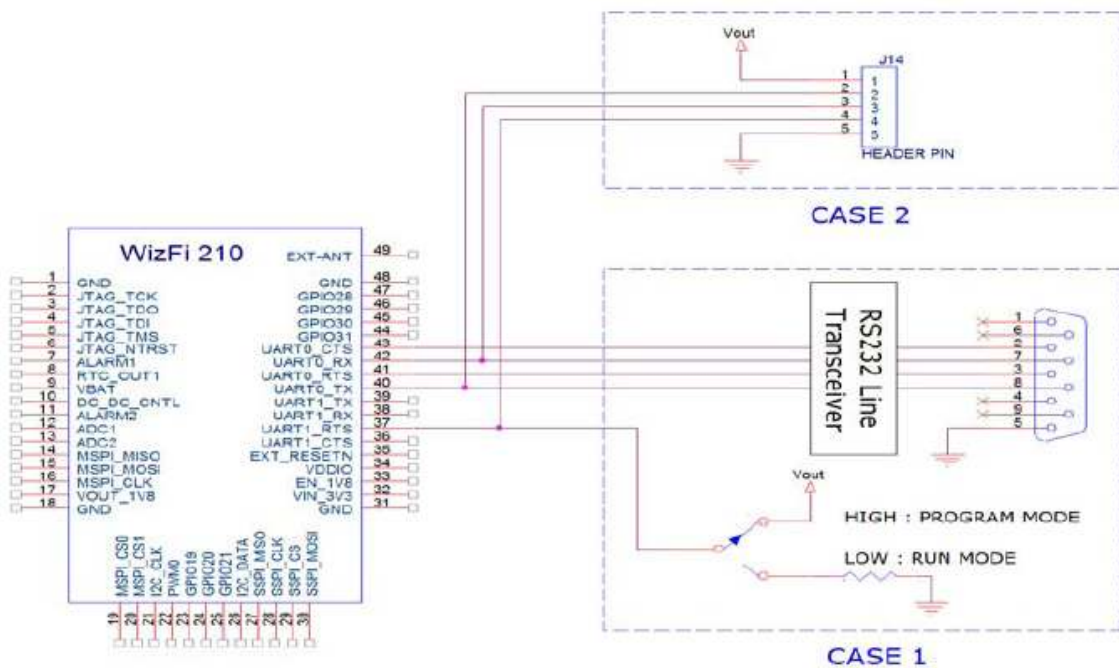 Vout
J14
1 1
2 2
3 3
4 4
5 5
HEADER PIN
CASE 2
WizFi 210
EXT-ANT 49
1 GND
2 JTAG_TCK
3 JTAG_TDO
4 JTAG_TDI
5 JTAG_TMS
6 JTAG_NTRST
7 ALARM1
8 RTC_OUT1
9 VBAT
10 DC_DC_CNTL
11 ALARM2
12 ADC1
13 ADC2
14 MSPI_MISO
15 MSPI_MOSI
16 MSPI_CLK
17 VOUT_1V8
18 GND
GND 48
GPIO28 47
GPIO29 46
GPIO30 45
GPIO31 44
UART0_CTS 43
UART0_RX 42
UART0_RTS 41
UART0_TX 40
UART1_TX 39
UART1_RX 38
UART1_RTS 37
UART1_CTS 36
EXT_RESETN 35
VDDIO 34
EN_1V8 33
VIN_3V3 32
GND 31
19 MSPI_CS0
20 MSPI_CS1
21 I2C_CLK
22 PWM0
23 GPIO19
24 GPIO20
25 GPIO21
26 I2C_DATA
27 SSPI_MISO
28 SSPI_CLK
29 SSPI_CS
30 SSPI_MOSI
RS232 Line
Transceiver
1
6
2
7
3
8
4
9
5
Vout
HIGH : PROGRAM MODE
LOW : RUN MODE
CASE 1